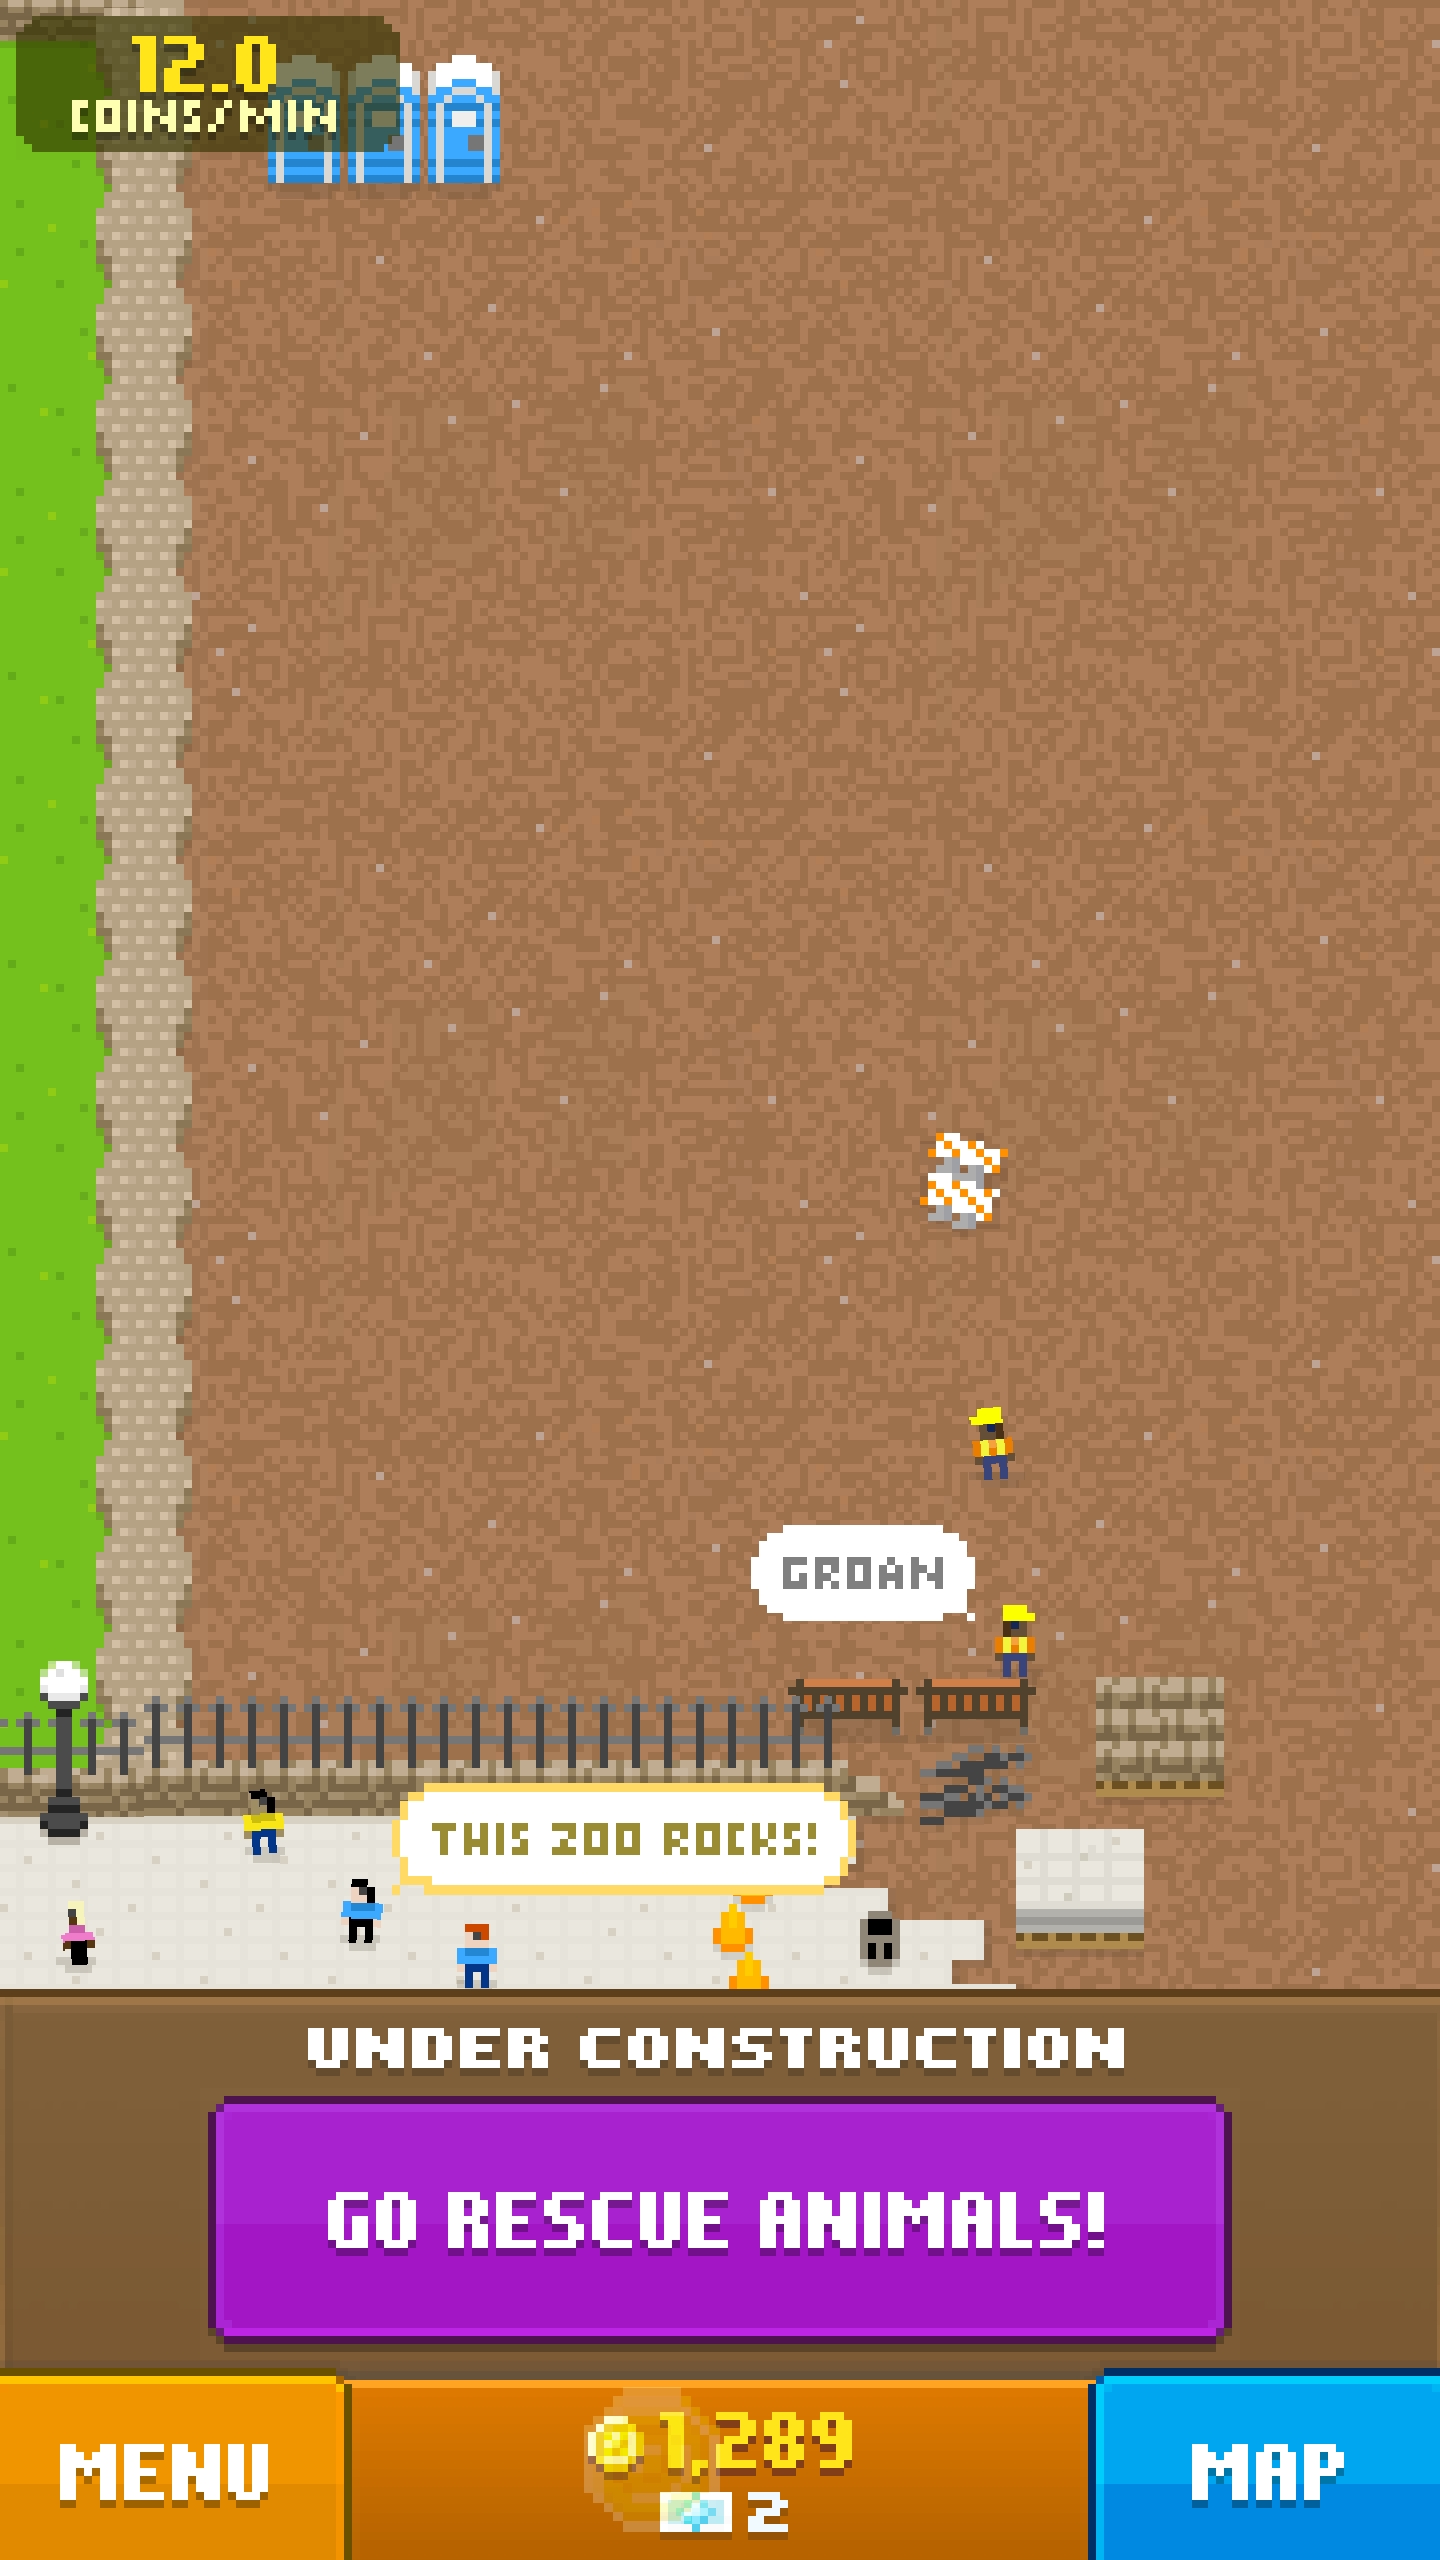 12.0
COINS/MIN
GROAN
THIS ZOO ROCKS!
UNDER CONSTRUCTION
GO RESCUE ANIMALS!
MENU
1,289
2
MAP